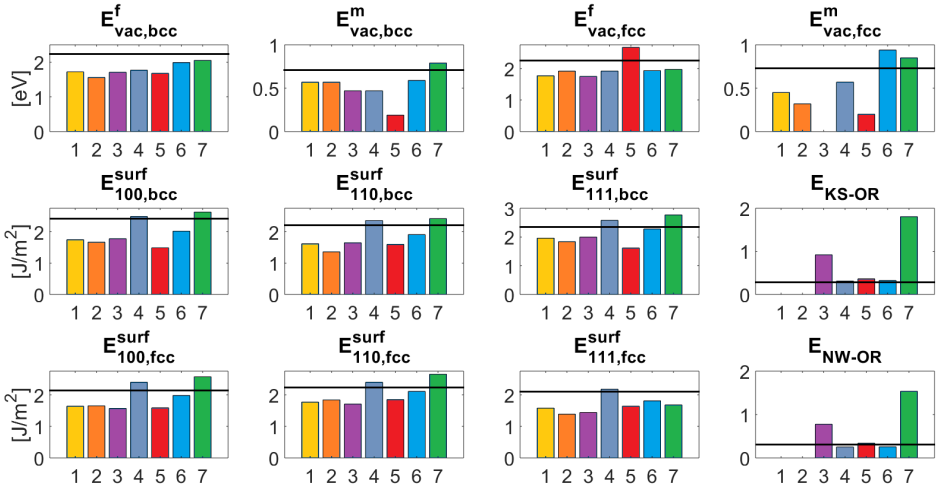 E^f_vac,bcc
E^m_vac,bcc
E^f_vac,fcc
E^m_vac,fcc
[eV]
2
1
0
1
0.5
0
3
2
1
0
1
0.5
0
1 2 3 4 5 6 7
1 2 3 4 5 6 7
1 2 3 4 5 6 7
1 2 3 4 5 6 7
E^surf_100,bcc
E^surf_110,bcc
E^surf_111,bcc
E_KS-OR
[J/m²]
2
1
0
2
1
0
3
2
1
0
2
1
0
1 2 3 4 5 6 7
1 2 3 4 5 6 7
1 2 3 4 5 6 7
1 2 3 4 5 6 7
E^surf_100,fcc
E^surf_110,fcc
E^surf_111,fcc
E_NW-OR
[J/m²]
2
1
0
2
1
0
3
2
1
0
2
1
0
1 2 3 4 5 6 7
1 2 3 4 5 6 7
1 2 3 4 5 6 7
1 2 3 4 5 6 7